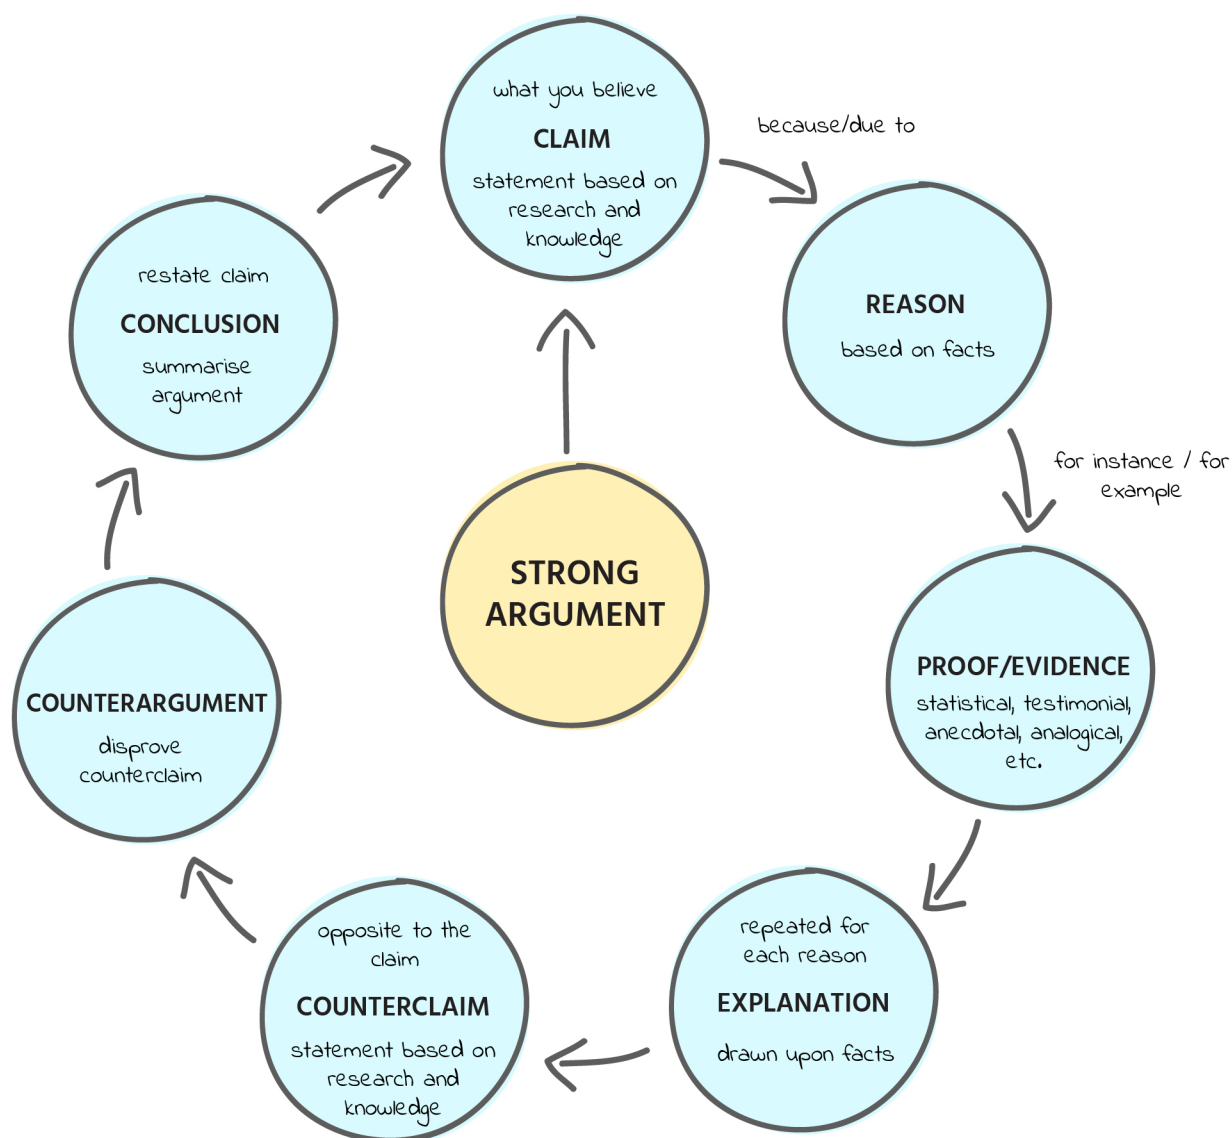 what you believe
CLAIM
statement based on
research and
knowledge
because/due to
REASON
based on facts
for instance / for
example
PROOF/EVIDENCE
statistical, testimonial,
anecdotal, analogical,
etc.
repeated for
each reason
EXPLANATION
drawn upon facts
opposite to the
claim
COUNTERCLAIM
statement based on
research and
knowledge
COUNTERARGUMENT
disprove
counterclaim
restate claim
CONCLUSION
summarise
argument
STRONG
ARGUMENT